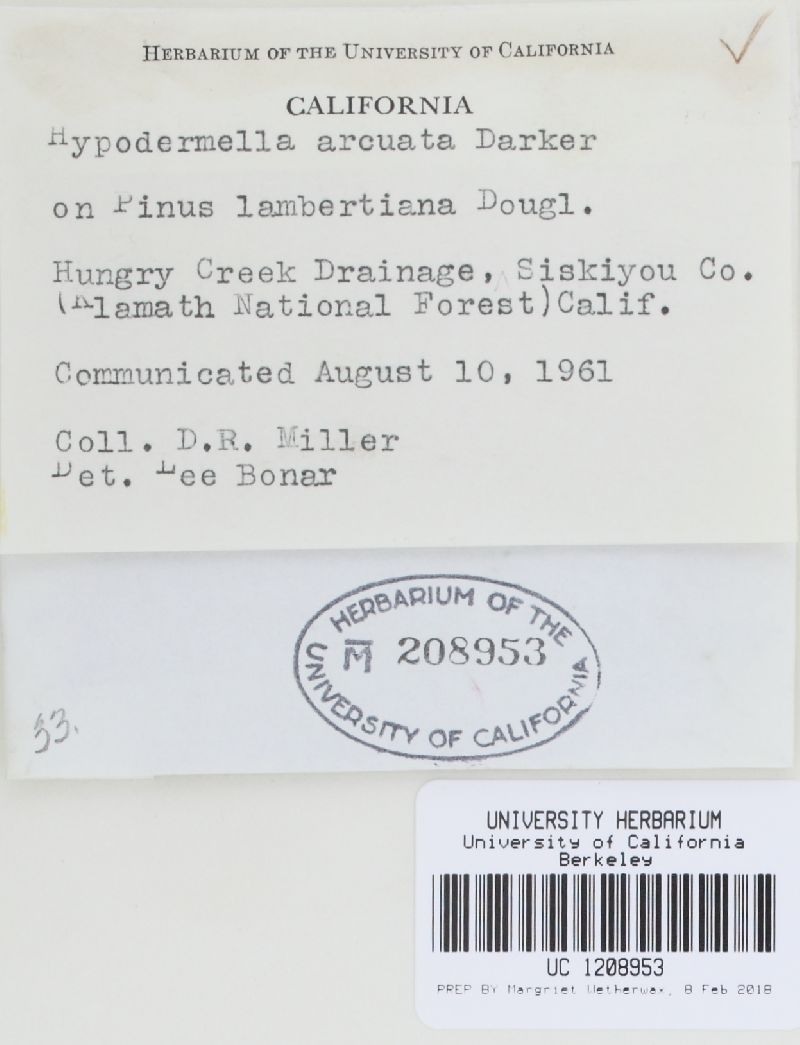 HERBARIUM OF THE UNIVERSITY OF CALIFORNIA
CALIFORNIA
Hypodermella arcuata Darker
on Pinus lambertiana Dougl.
Hungry Creek Drainage, Siskiyou Co.
(Klamath National Forest)Calif.
Communicated August 10, 1961
Coll. D.R. Miller
Det. Lee Bonar
HERBARIUM OF THE
M 208953
UNIVERSITY OF CALIFORNIA
33.
UNIVERSITY HERBARIUM
University of California
Berkeley
UC 1208953
PREP BY Margriet Wetherwax, 8 Feb 2018